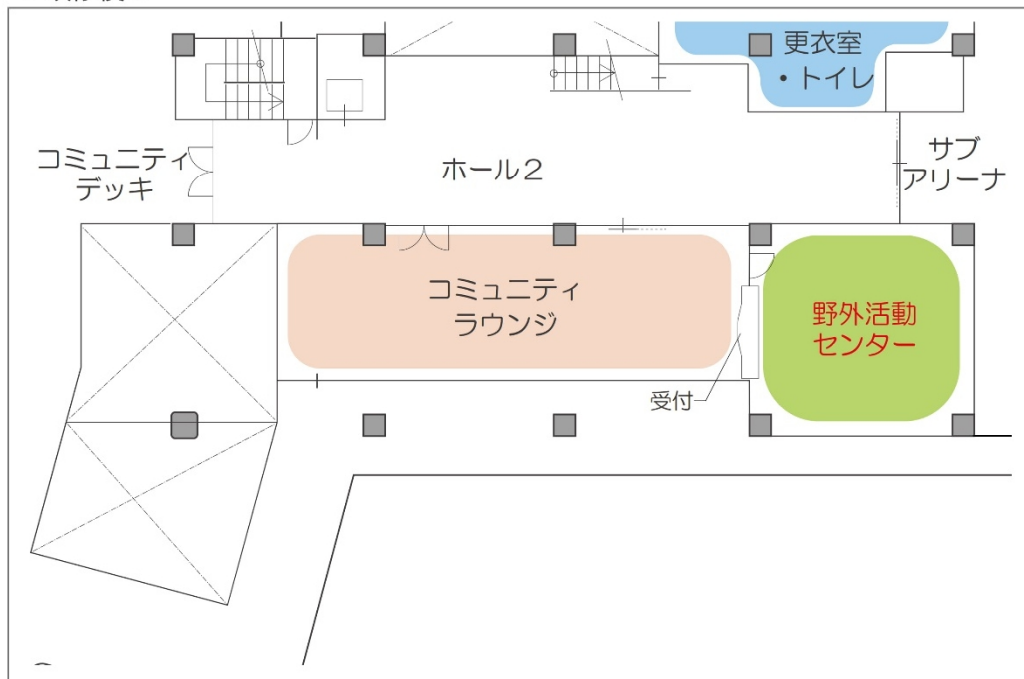 更衣室
・トイレ
コミュニティ
デッキ
ホール2
サブ
アリーナ
コミュニティ
ラウンジ
野外活動
センター
受付